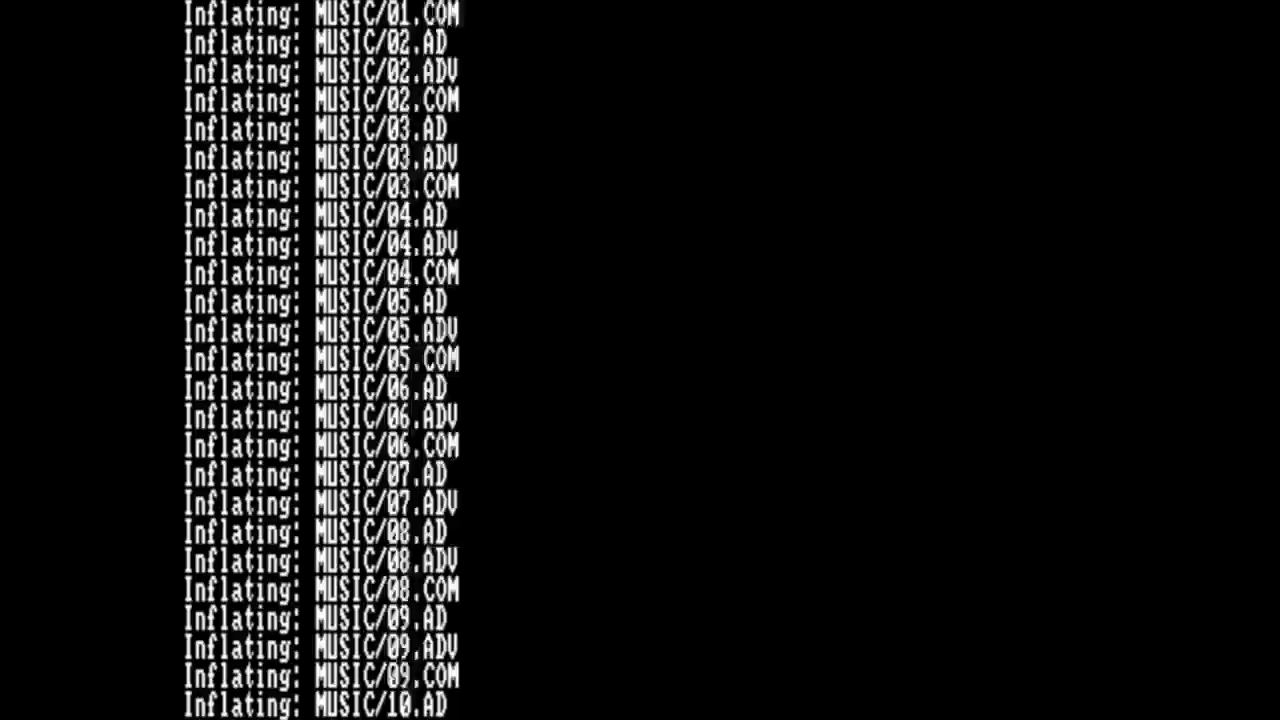 Inflating: MUSIC/01.COM
Inflating: MUSIC/02.AD
Inflating: MUSIC/02.ADV
Inflating: MUSIC/02.COM
Inflating: MUSIC/03.AD
Inflating: MUSIC/03.ADV
Inflating: MUSIC/03.COM
Inflating: MUSIC/04.AD
Inflating: MUSIC/04.ADV
Inflating: MUSIC/04.COM
Inflating: MUSIC/05.AD
Inflating: MUSIC/05.ADV
Inflating: MUSIC/05.COM
Inflating: MUSIC/06.AD
Inflating: MUSIC/06.ADV
Inflating: MUSIC/06.COM
Inflating: MUSIC/07.AD
Inflating: MUSIC/07.ADV
Inflating: MUSIC/08.AD
Inflating: MUSIC/08.ADV
Inflating: MUSIC/08.COM
Inflating: MUSIC/09.AD
Inflating: MUSIC/09.ADV
Inflating: MUSIC/09.COM
Inflating: MUSIC/10.AD